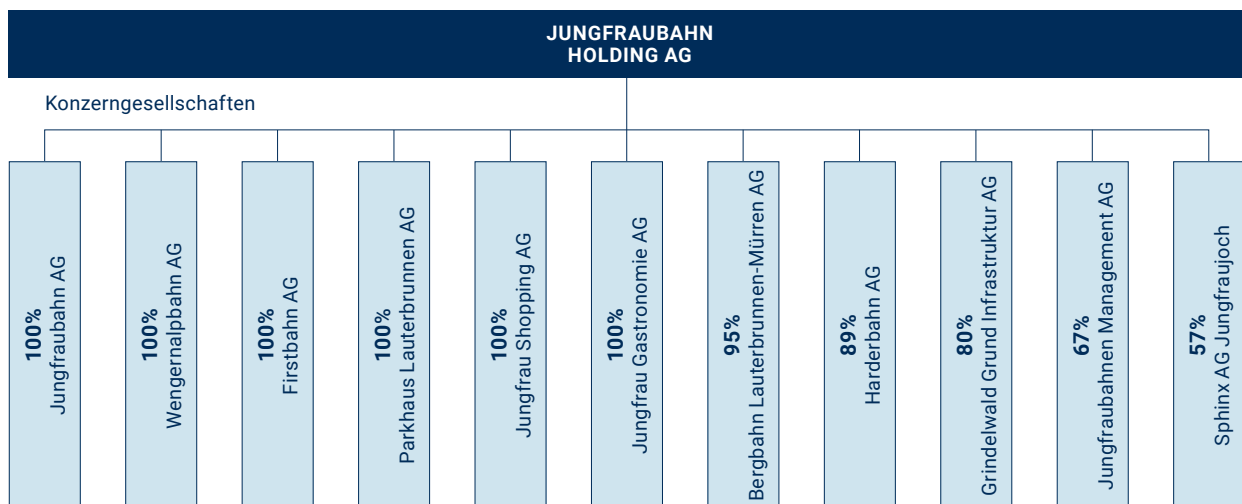 JUNGFRAUBAHN
HOLDING AG
Konzerngesellschaften
100%
Jungfraubahn AG
100%
Wengernalpbahn AG
100%
Firstbahn AG
100%
Parkhaus Lauterbrunnen AG
100%
Jungfrau Shopping AG
100%
Jungfrau Gastronomie AG
95%
Bergbahn Lauterbrunnen-Mürren AG
89%
Harderbahn AG
80%
Grindelwald Grund Infrastruktur AG
67%
Jungfraubahnen Management AG
57%
Sphinx AG Jungfraujoch